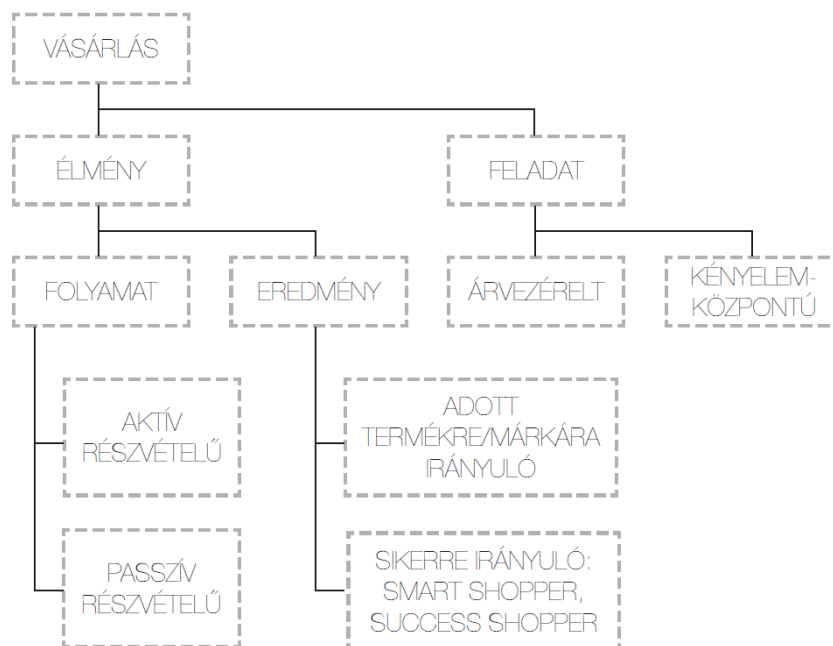 VÁSÁRLÁS
ÉLMÉNY
FELADAT
FOLYAMAT
EREDMÉNY
ÁRVEZÉRELT
KÉNYELEM-
KÖZPONTÚ
AKTÍV
RÉSZVÉTELŰ
ADOTT
TERMÉKRE/MÁRKÁRA
IRÁNYULÓ
PASSZÍV
RÉSZVÉTELŰ
SIKERRE IRÁNYULÓ:
SMART SHOPPER,
SUCCESS SHOPPER